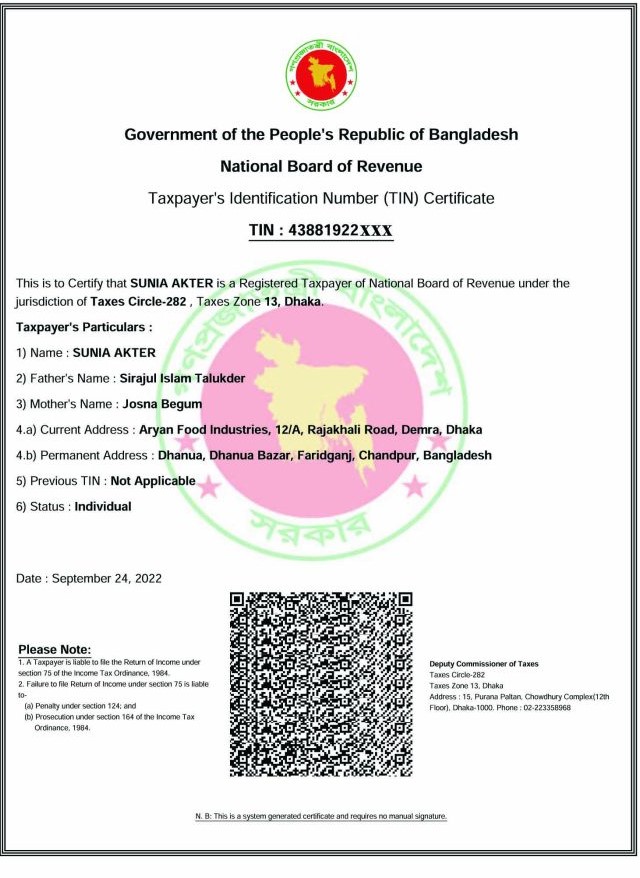 গণপ্রজাতন্ত্রী বাংলাদেশ
সরকার
Government of the People's Republic of Bangladesh
National Board of Revenue
Taxpayer's Identification Number (TIN) Certificate
TIN : 43881922XXX
This is to Certify that SUNIA AKTER is a Registered Taxpayer of National Board of Revenue under the
jurisdiction of Taxes Circle-282 , Taxes Zone 13, Dhaka.
Taxpayer's Particulars :
1) Name : SUNIA AKTER
2) Father's Name : Sirajul Islam Talukder
3) Mother's Name : Josna Begum
4.a) Current Address : Aryan Food Industries, 12/A, Rajakhali Road, Demra, Dhaka
4.b) Permanent Address : Dhanua, Dhanua Bazar, Faridganj, Chandpur, Bangladesh
5) Previous TIN : Not Applicable
6) Status : Individual
গণপ্রজাতন্ত্রী বাংলাদেশ
সরকার
Date : September 24, 2022
Please Note:
1. A Taxpayer is liable to file the Return of Income under
section 75 of the Income Tax Ordinance, 1984.
2. Failure to file Return of Income under section 75 is liable
to-
(a) Penalty under section 124; and
(b) Prosecution under section 164 of the Income Tax
Ordinance, 1984.
Deputy Commissioner of Taxes
Taxes Circle-282
Taxes Zone 13, Dhaka
Address : 15, Purana Paltan, Chowdhury Complex(12th
Floor), Dhaka-1000. Phone : 02-223358968
N. B: This is a system generated certificate and requires no manual signature.